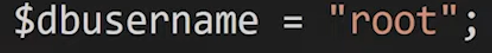 $dbusername = "root";